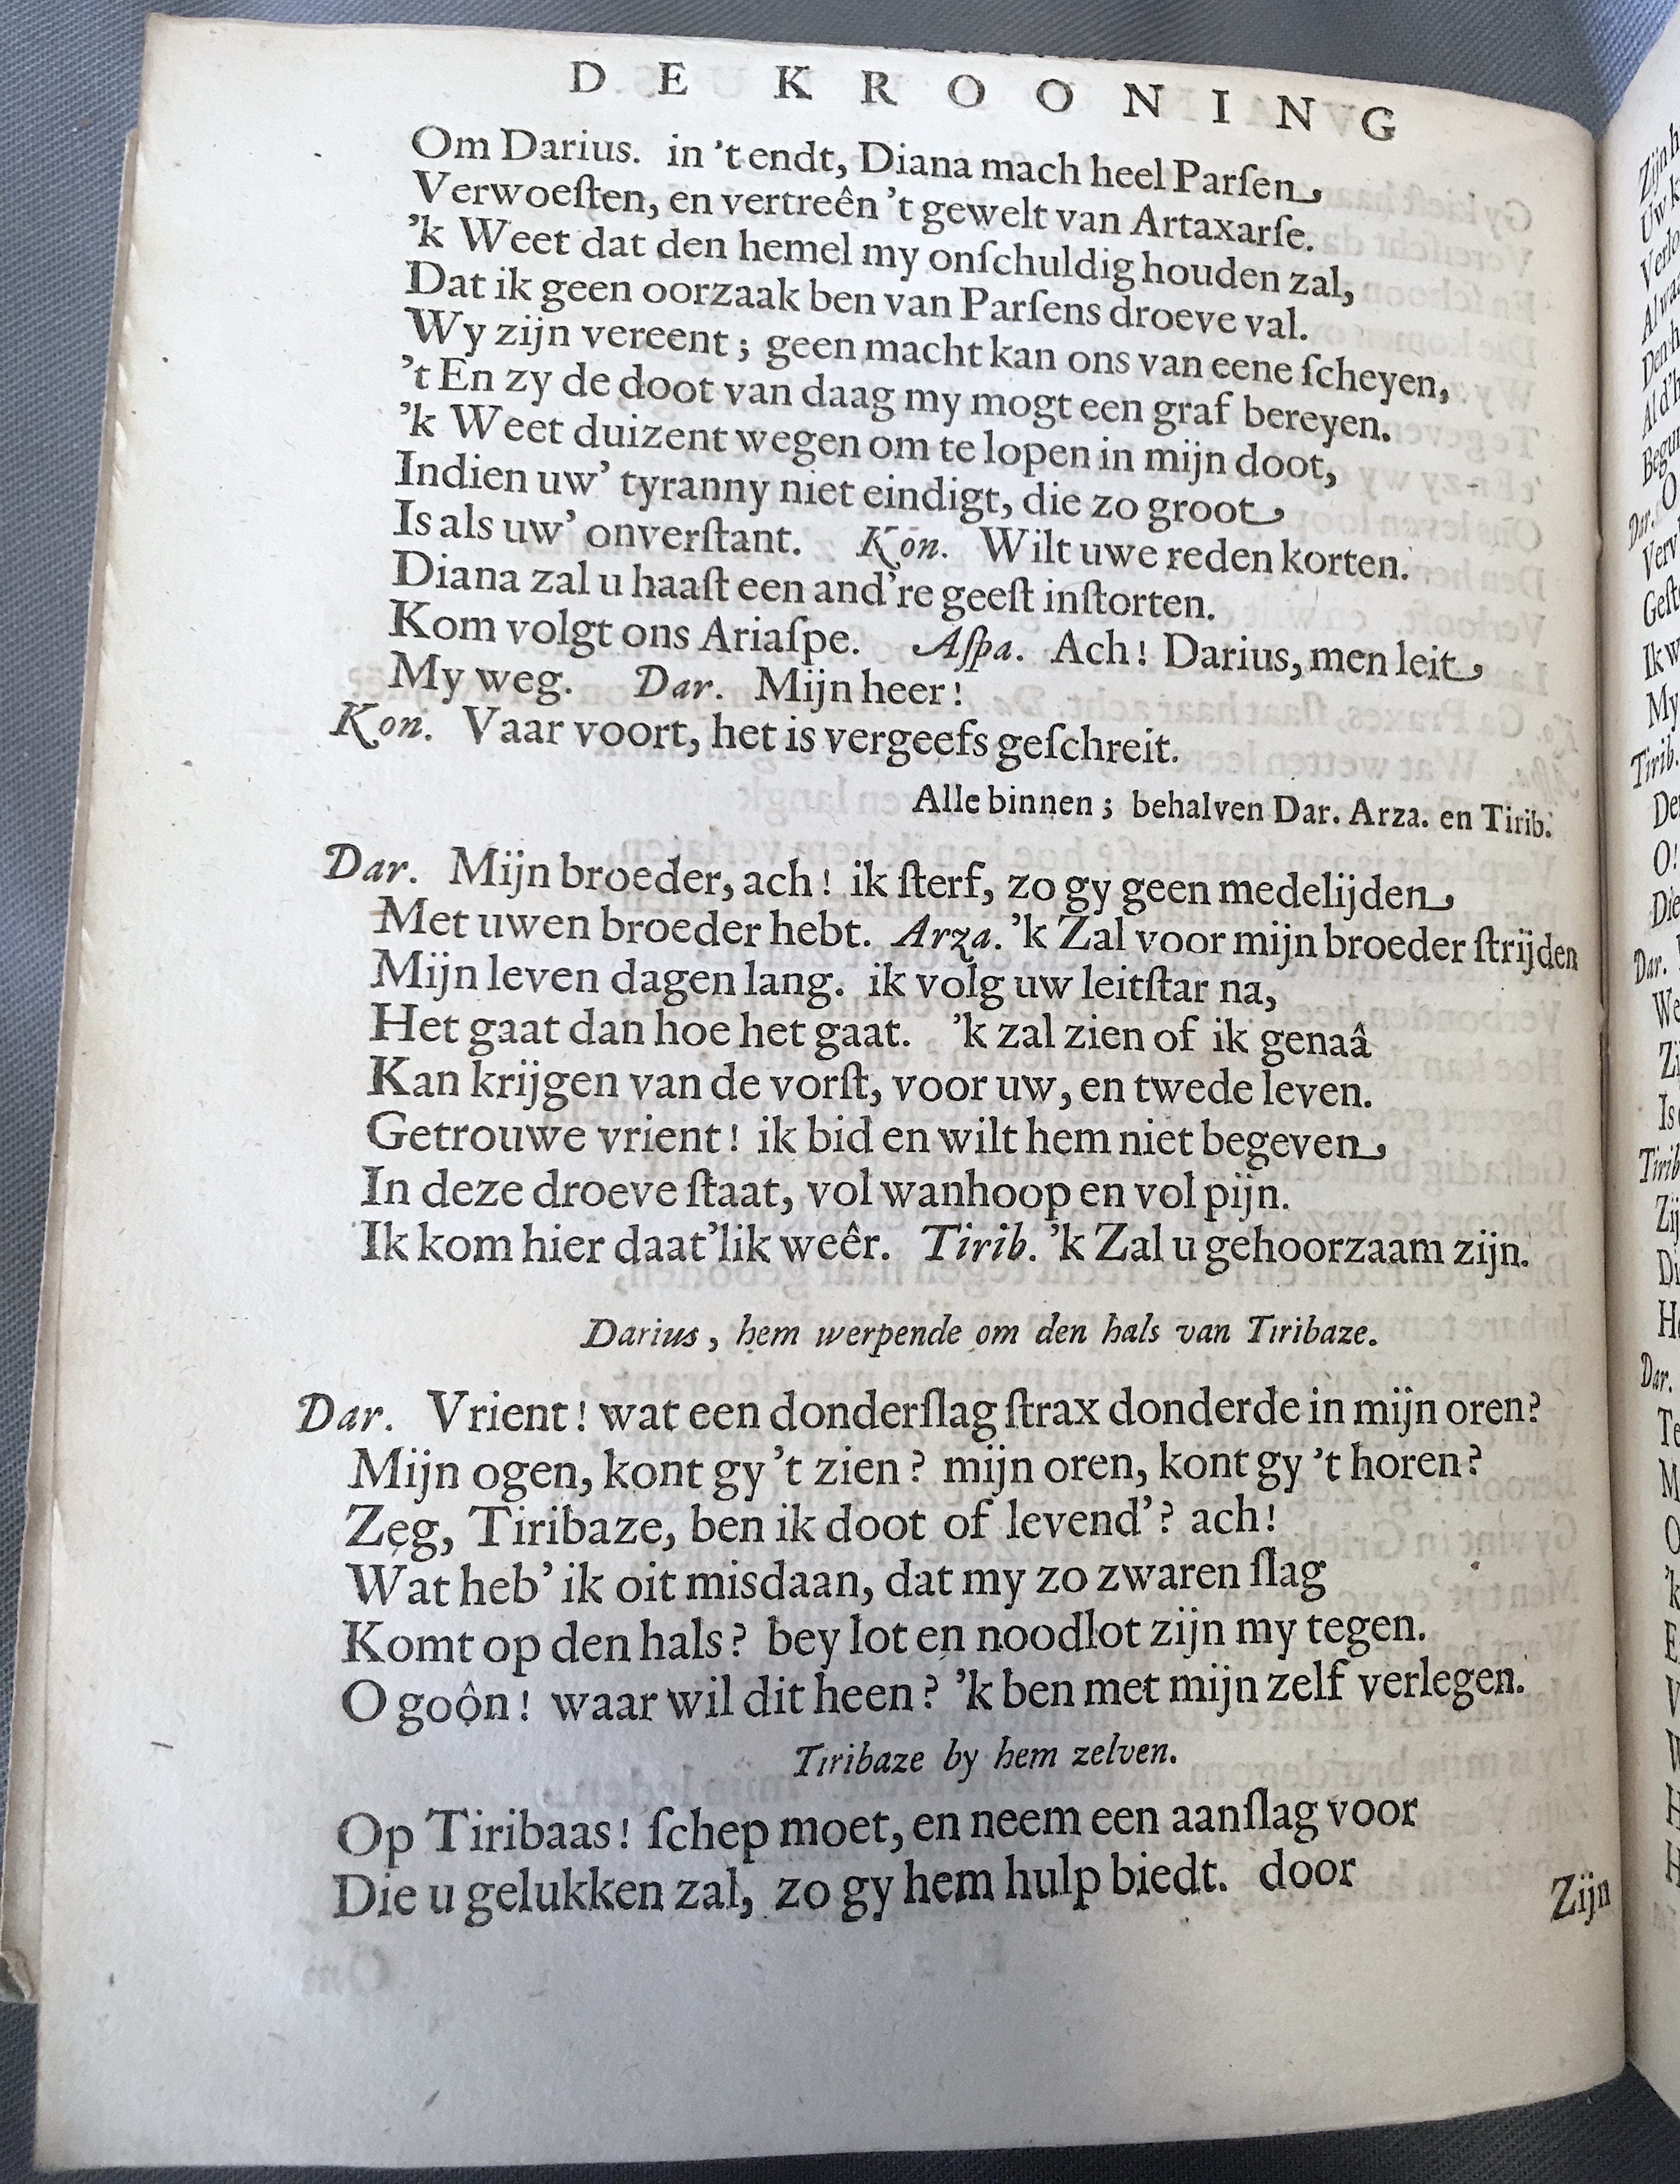 DE KROONING
Om Darius. in 't endt, Diana mach heel Parſen
Verwoeſten, en vertreên 't gewelt van Artaxarſe.
'k Weet dat den hemel my onſchuldig houden zal,
Dat ik geen oorzaak ben van Parſens droeve val.
Wy zijn vereent; geen macht kan ons van eene ſcheyen,
't En zy de doot van daag my mogt een graf bereyen.
'k Weet duizent wegen om te lopen in mijn doot,
Indien uw' tyranny niet eindigt, die zo groot
Is als uw' onverſtant. Kon. Wilt uwe reden korten.
Diana zal u haaſt een and're geeſt inſtorten.
Kom volgt ons Ariaſpe. Aſpa. Ach! Darius, men leit
My weg. Dar. Mijn heer!
Kon. Vaar voort, het is vergeefs geſchreit.
Alle binnen; behalven Dar. Arza. en Tirib.
Dar. Mijn broeder, ach! ik ſterf, zo gy geen medelijden
Met uwen broeder hebt. Arza. 'k Zal voor mijn broeder ſtrijden
Mijn leven dagen lang. ik volg uw leitſtar na,
Het gaat dan hoe het gaat. 'k zal zien of ik genaâ
Kan krijgen van de vorſt, voor uw, en twede leven.
Getrouwe vrient! ik bid en wilt hem niet begeven
In deze droeve ſtaat, vol wanhoop en vol pijn.
Ik kom hier daat'lik weêr. Tirib. 'k Zal u gehoorzaam zijn.
Darius, hem werpende om den hals van Tiribaze.
Dar. Vrient! wat een donderſlag ſtrax donderde in mijn oren?
Mijn ogen, kont gy 't zien? mijn oren, kont gy 't horen?
Zeg, Tiribaze, ben ik doot of levend'? ach!
Wat heb' ik oit misdaan, dat my zo zwaren ſlag
Komt op den hals? bey lot en noodlot zijn my tegen.
O goôn! waar wil dit heen? 'k ben met mijn zelf verlegen.
Tiribaze by hem zelven.
Op Tiribaas! ſchep moet, en neem een aanſlag voor
Die u gelukken zal, zo gy hem hulp biedt. door
Zijn